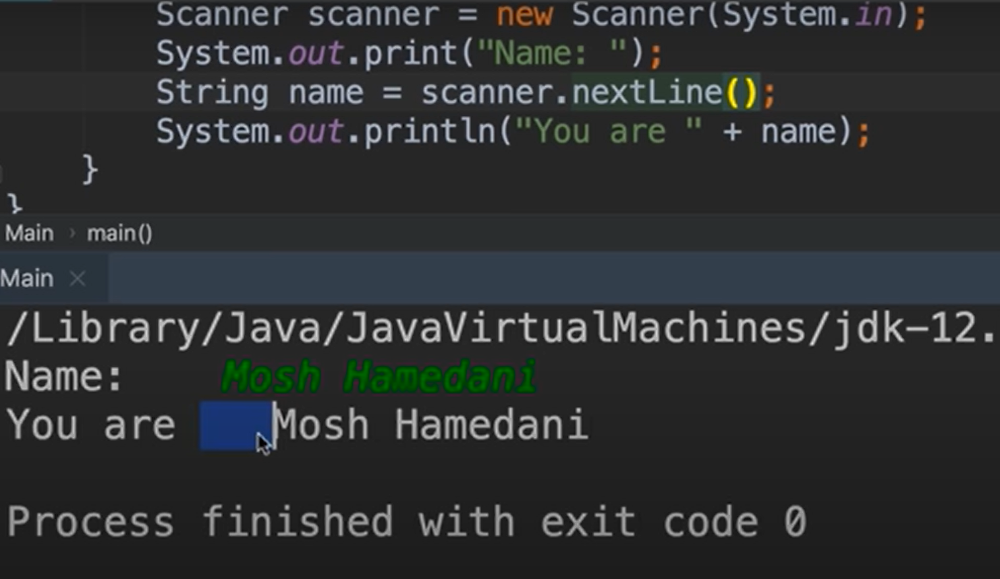 Scanner scanner = new Scanner(System.in);
System.out.print("Name: ");
String name = scanner.nextLine();
System.out.println("You are " + name);
}
}
Main › main()
Main ×
/Library/Java/JavaVirtualMachines/jdk-12.
Name:    Mosh Hamedani
You are    Mosh Hamedani
Process finished with exit code 0